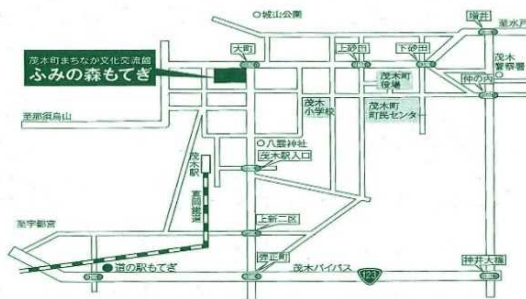 城山公園
横井
至水戸
大町
上砂田
下砂田
茂木
警察署
茂木町まちなか文化交流館
ふみの森もてぎ
茂木町
役場
仲の内
茂木
小学校
茂木町
町民センター
至那須烏山
八雲神社
茂木駅入口
茂木駅
真岡鐵道
至宇都宮
上新二区
道の駅もてぎ
茂木バイパス
123
神井大橋